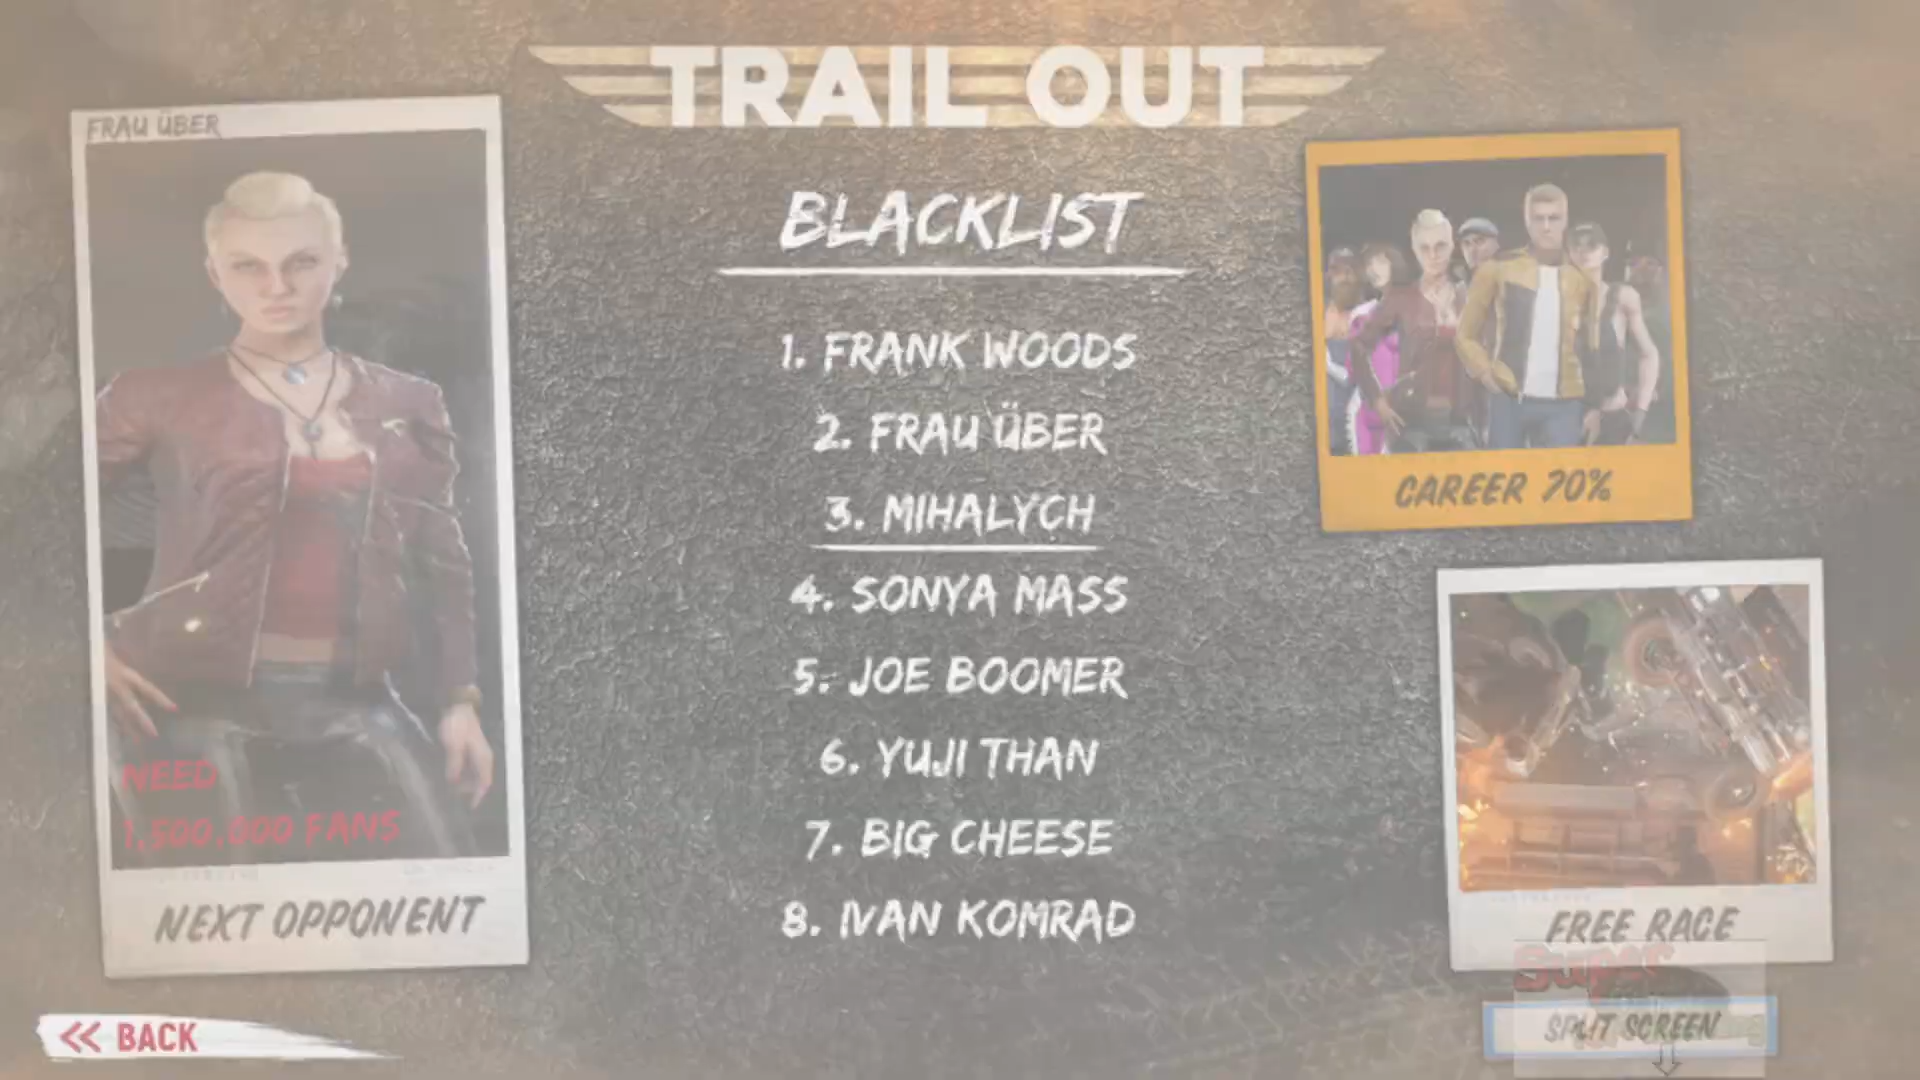 TRAIL OUT
FRAU ÜBER
NEED
1,500,000 FANS
NEXT OPPONENT
BLACKLIST
1. FRANK WOODS
2. FRAU ÜBER
3. MIHALYCH
4. SONYA MASS
5. JOE BOOMER
6. YUJI THAN
7. BIG CHEESE
8. IVAN KOMRAD
CAREER 70%
FREE RACE
Super
SPLIT SCREEN
<< BACK